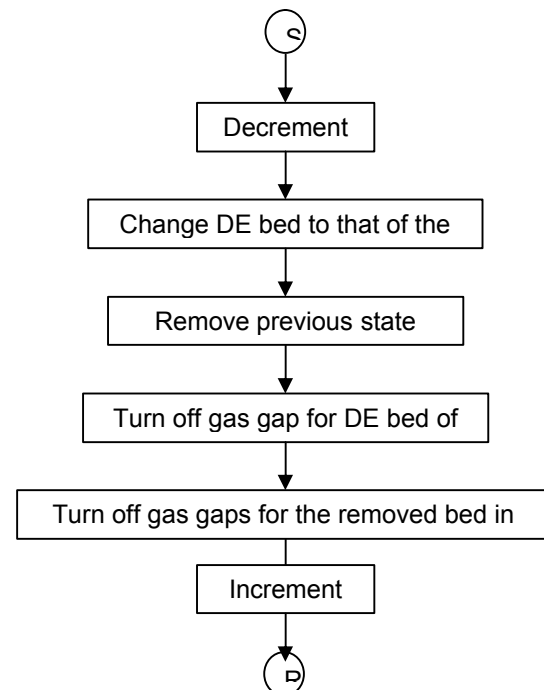 S
Decrement
Change DE bed to that of the
Remove previous state
Turn off gas gap for DE bed of
Turn off gas gaps for the removed bed in
Increment